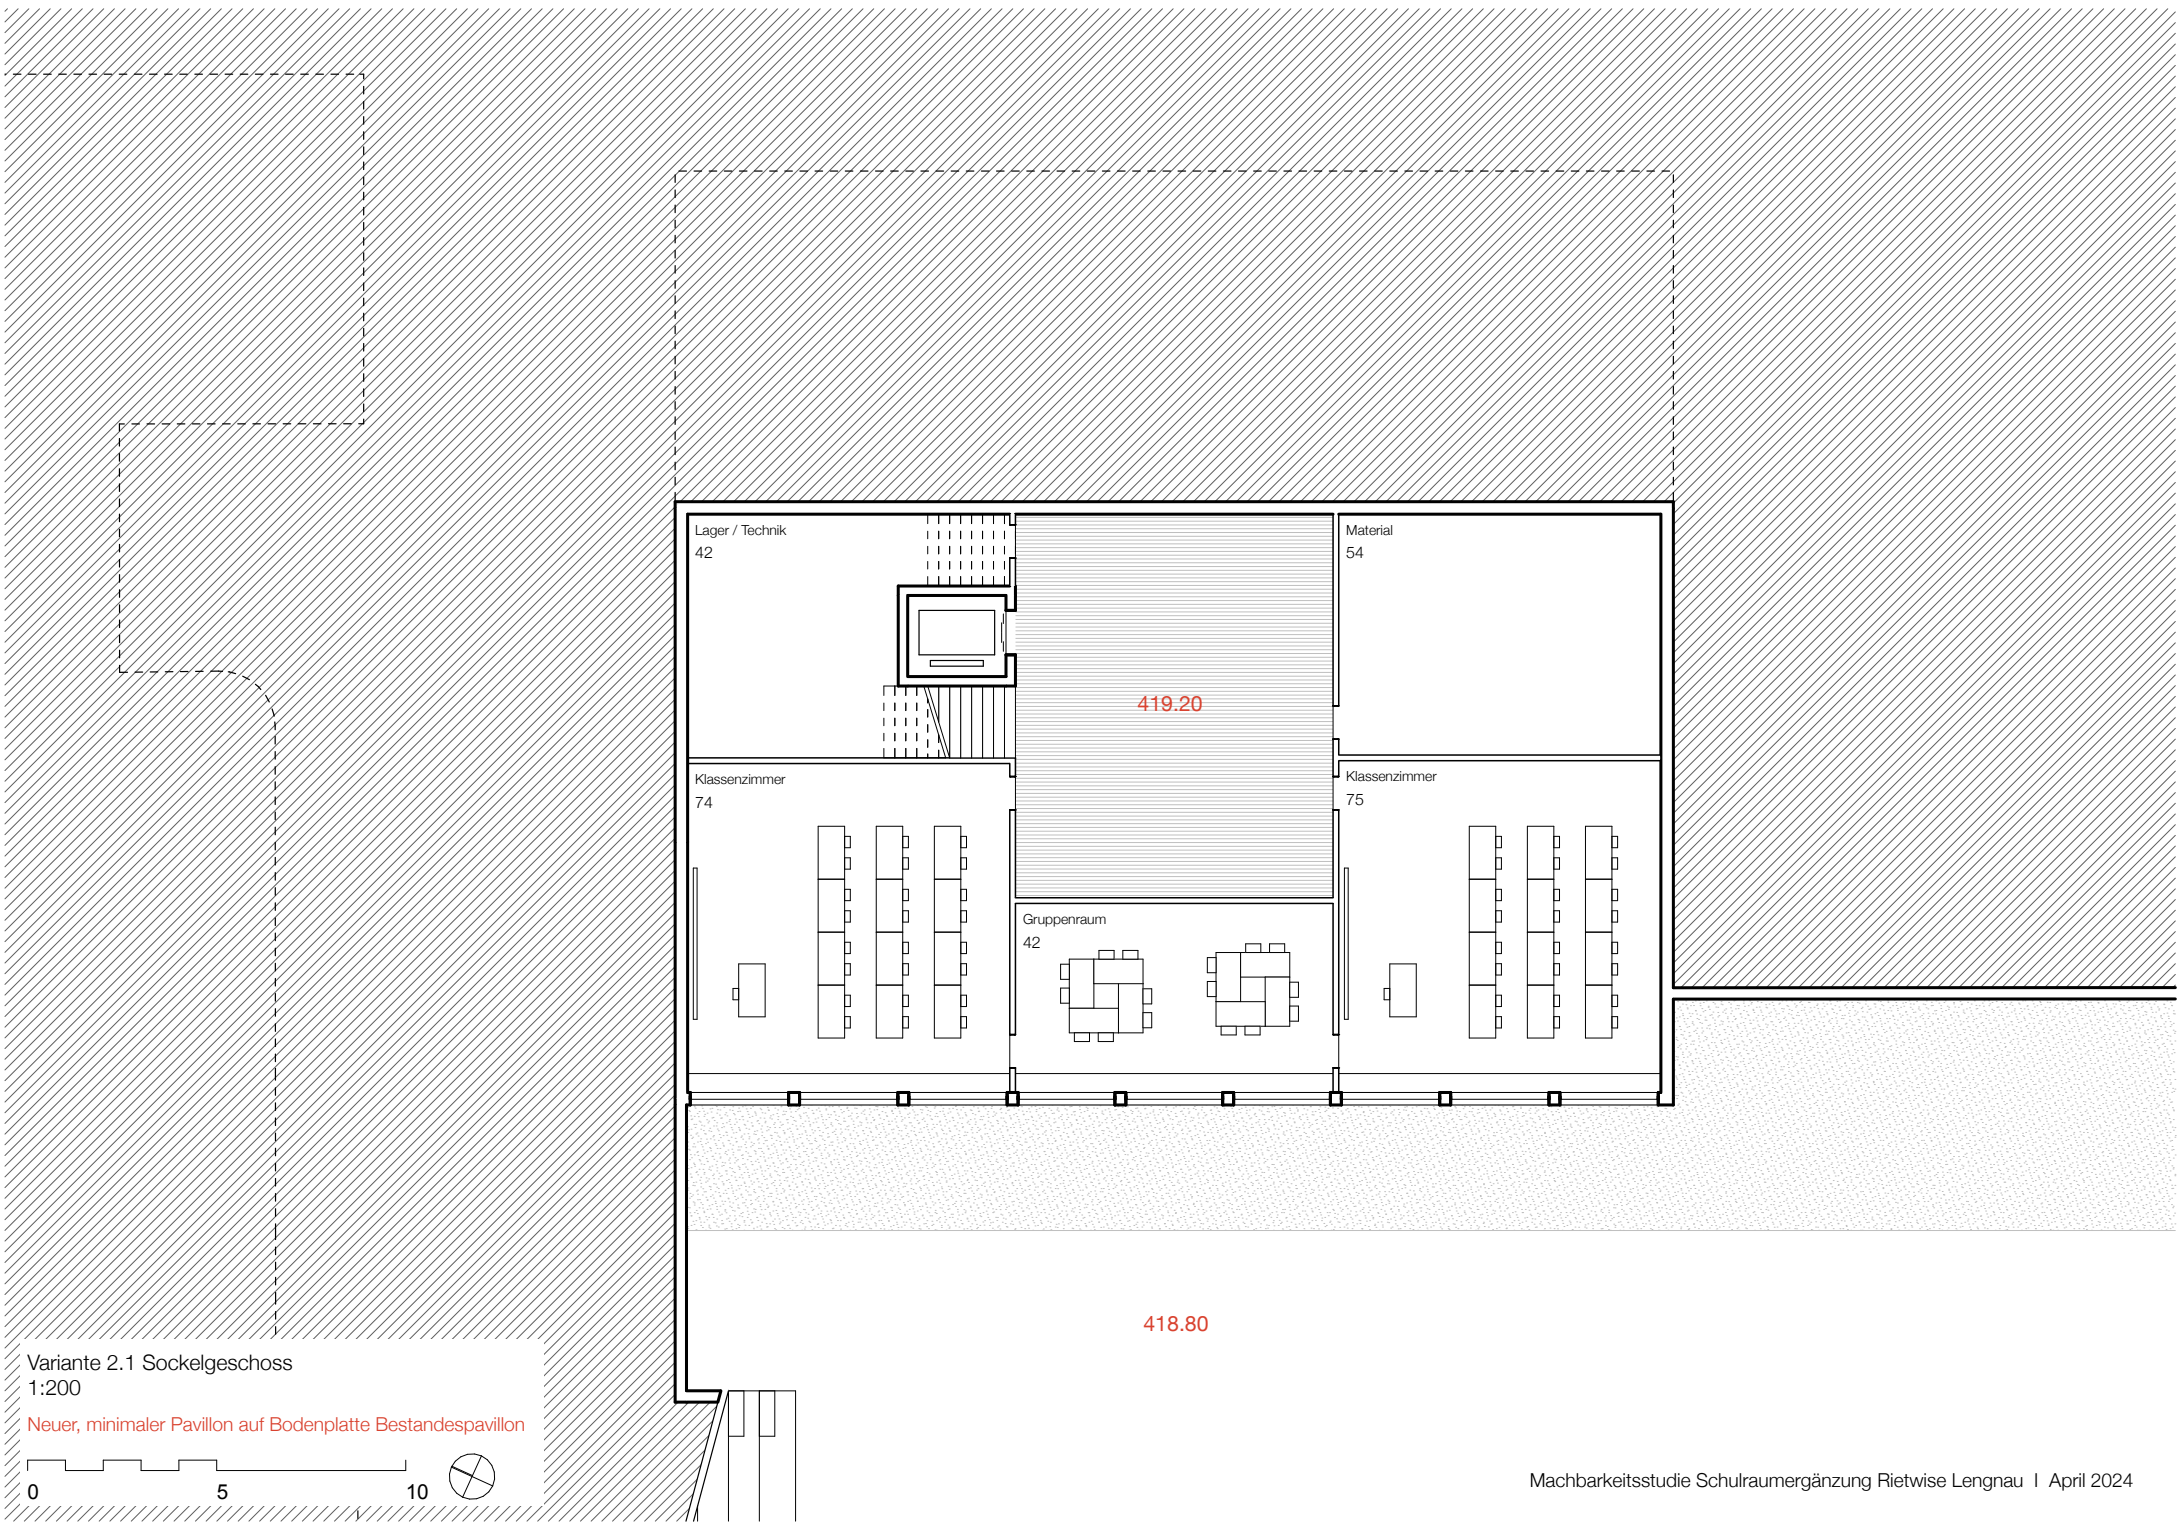 Lager / Technik
42
Material
54
419.20
Klassenzimmer
74
Klassenzimmer
75
Gruppenraum
42
418.80
Variante 2.1 Sockelgeschoss
1:200
Neuer, minimaler Pavillon auf Bodenplatte Bestandespavillon
0 5 10
Machbarkeitsstudie Schulraumergänzung Rietwise Lengnau I April 2024